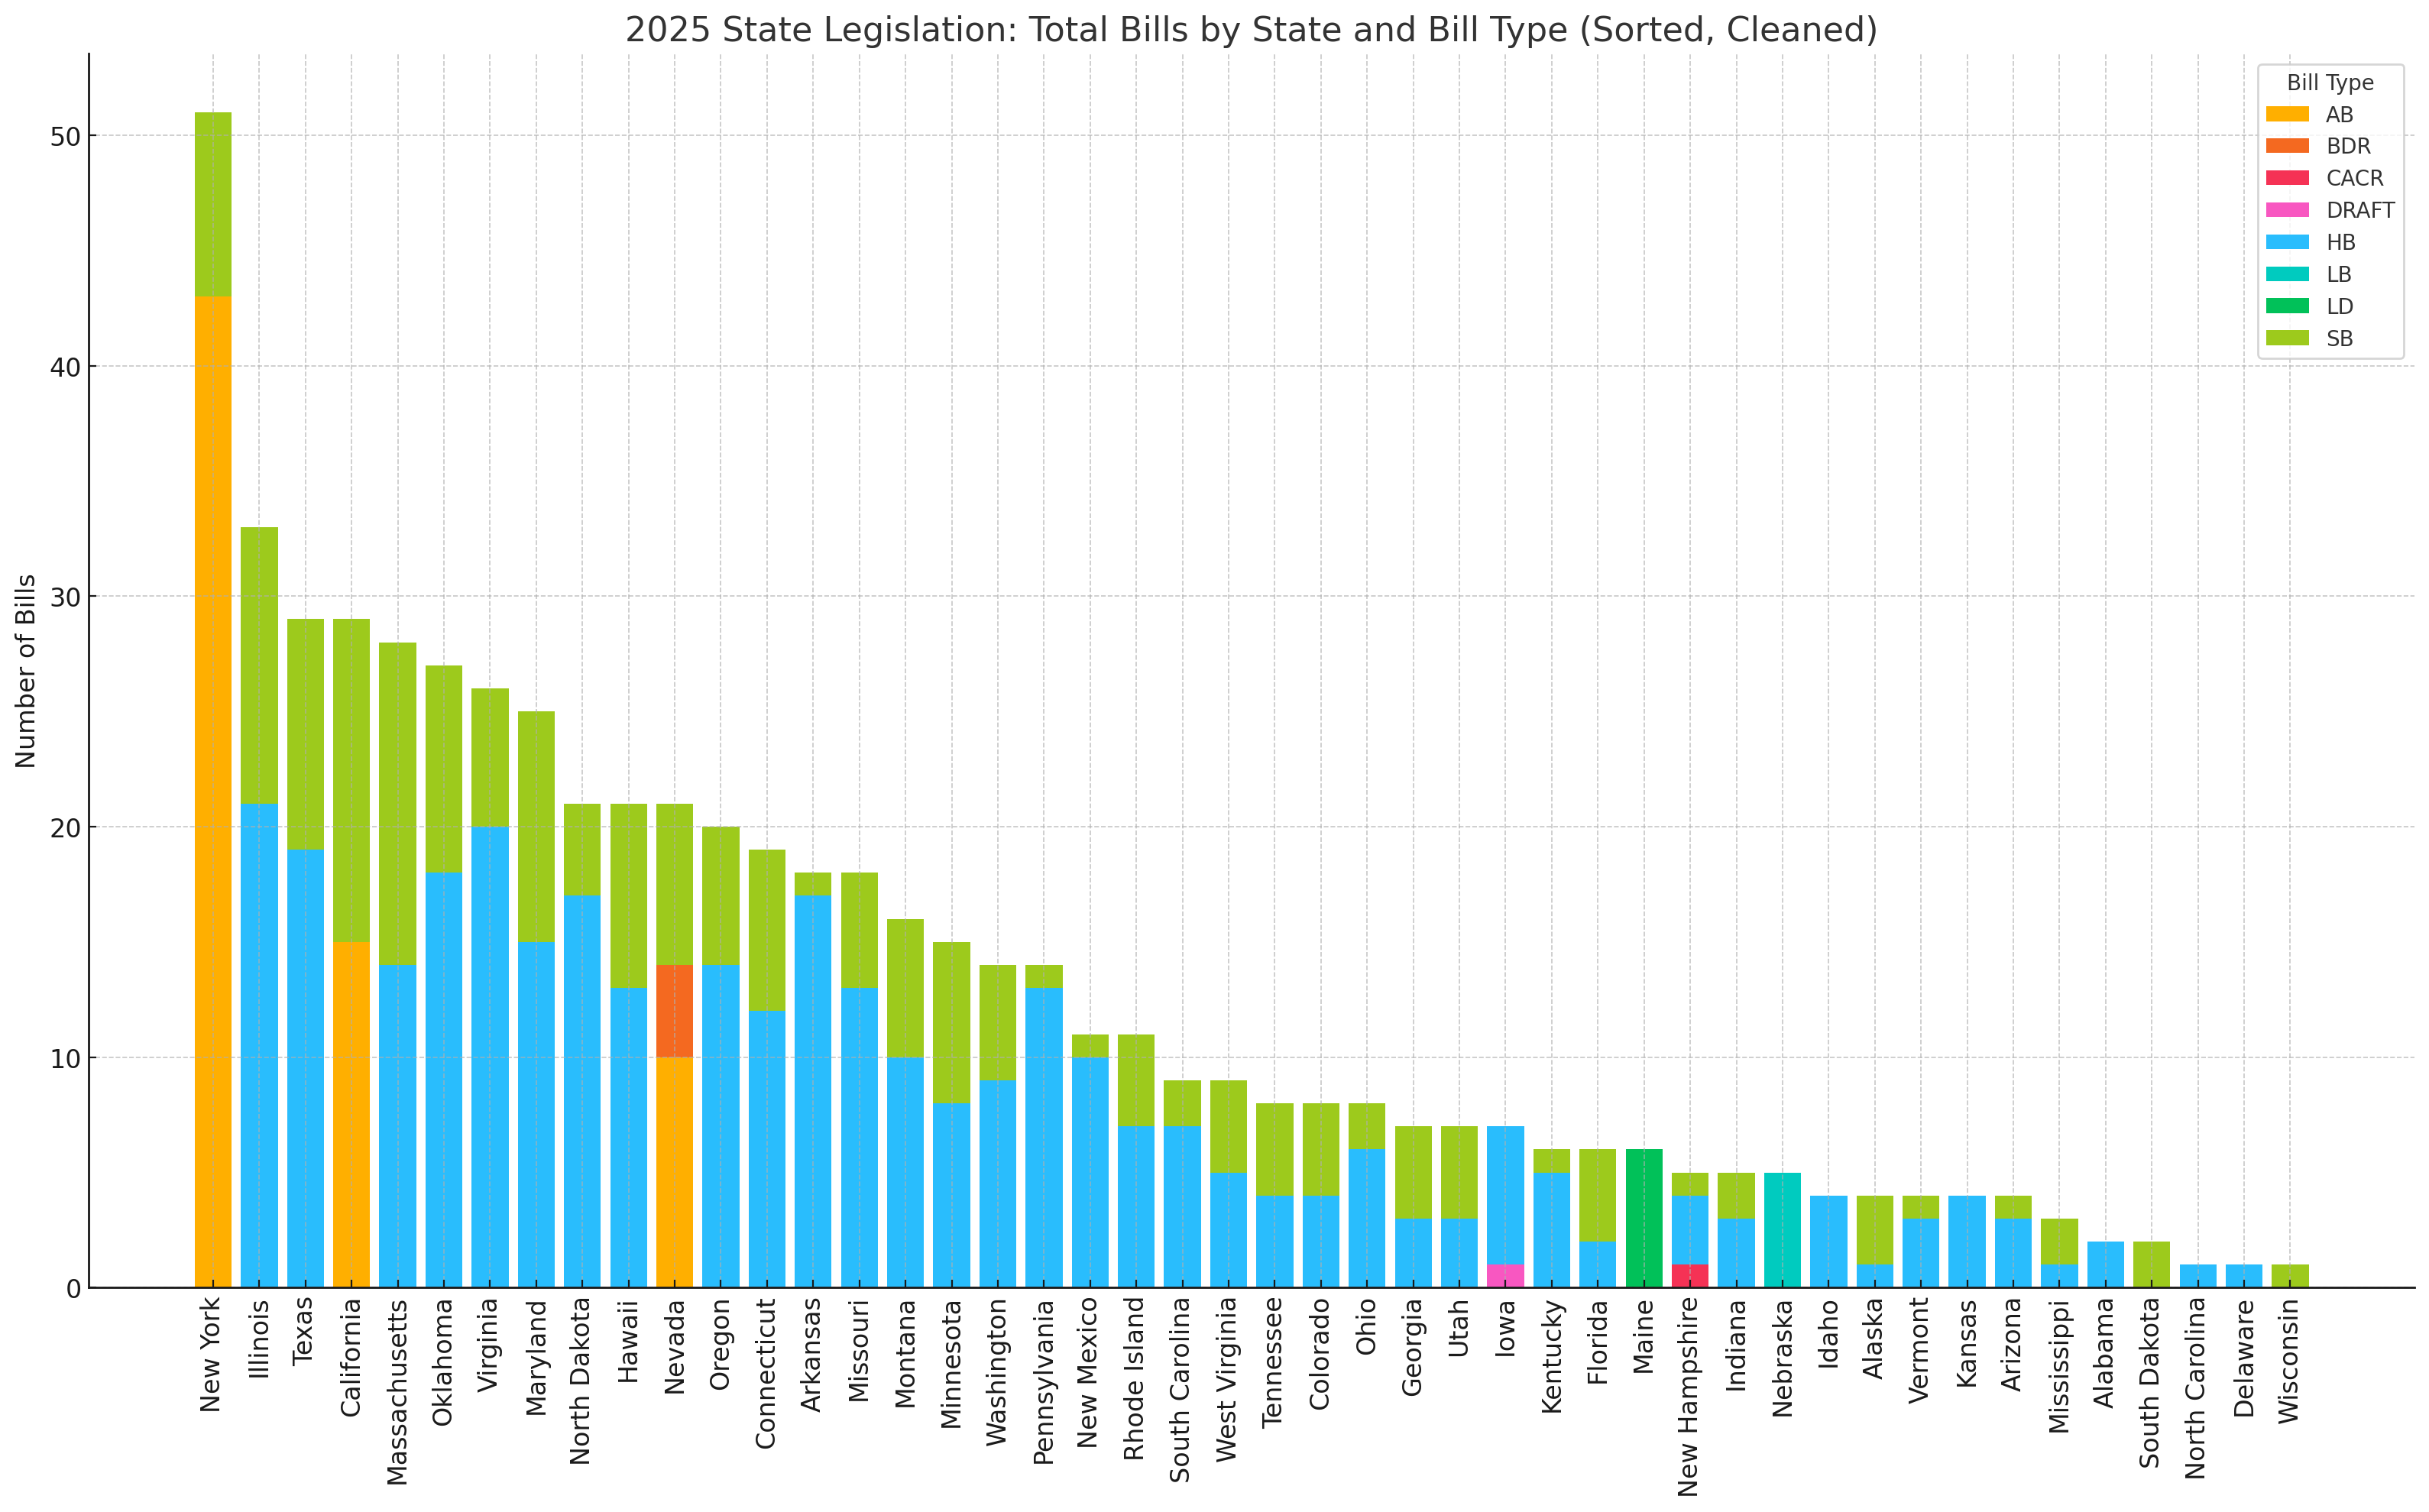 2025 State Legislation: Total Bills by State and Bill Type (Sorted, Cleaned)
Bill Type
AB
BDR
CACR
DRAFT
HB
LB
LD
SB
Number of Bills
50
40
30
20
10
0
New York
Illinois
Texas
California
Massachusetts
Oklahoma
Virginia
Maryland
North Dakota
Hawaii
Nevada
Oregon
Connecticut
Arkansas
Missouri
Montana
Minnesota
Washington
Pennsylvania
New Mexico
Rhode Island
South Carolina
West Virginia
Tennessee
Colorado
Ohio
Georgia
Utah
Iowa
Kentucky
Florida
Maine
New Hampshire
Indiana
Nebraska
Idaho
Alaska
Vermont
Kansas
Arizona
Mississippi
Alabama
South Dakota
North Carolina
Delaware
Wisconsin